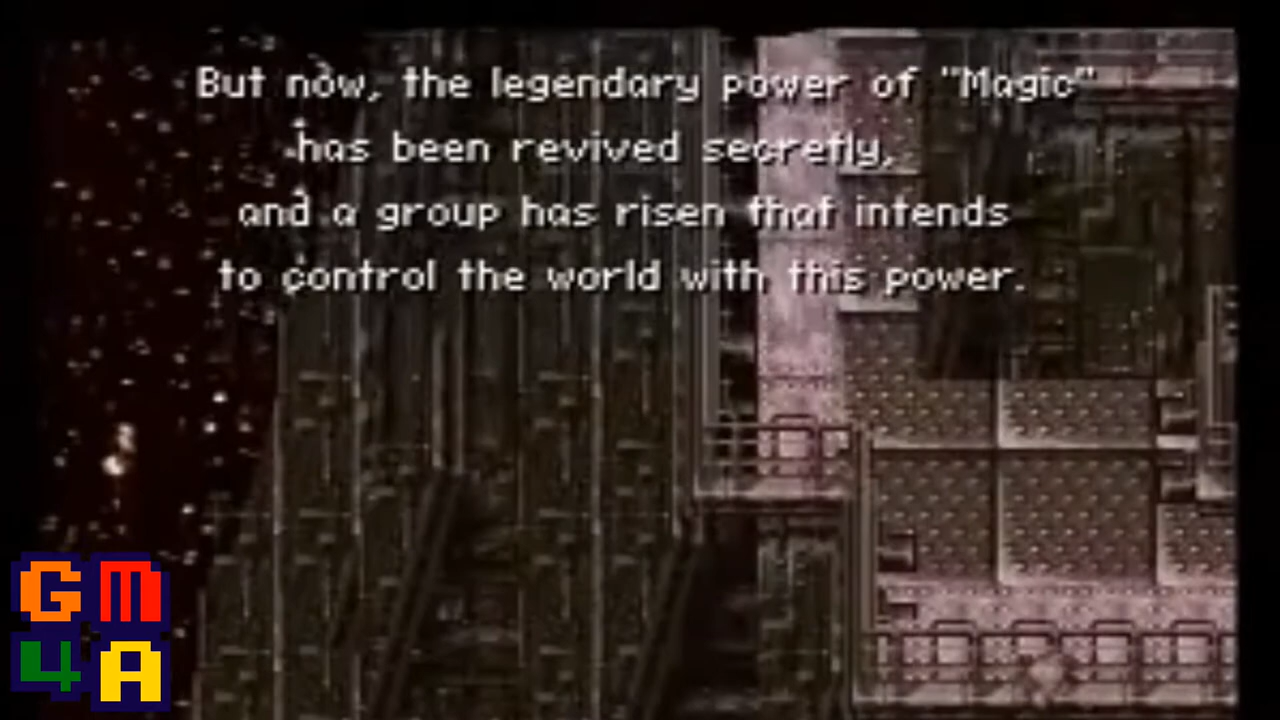 But now, the legendary power of "Magic"
has been revived secretly,
and a group has risen that intends
to control the world with this power.
GM
4A